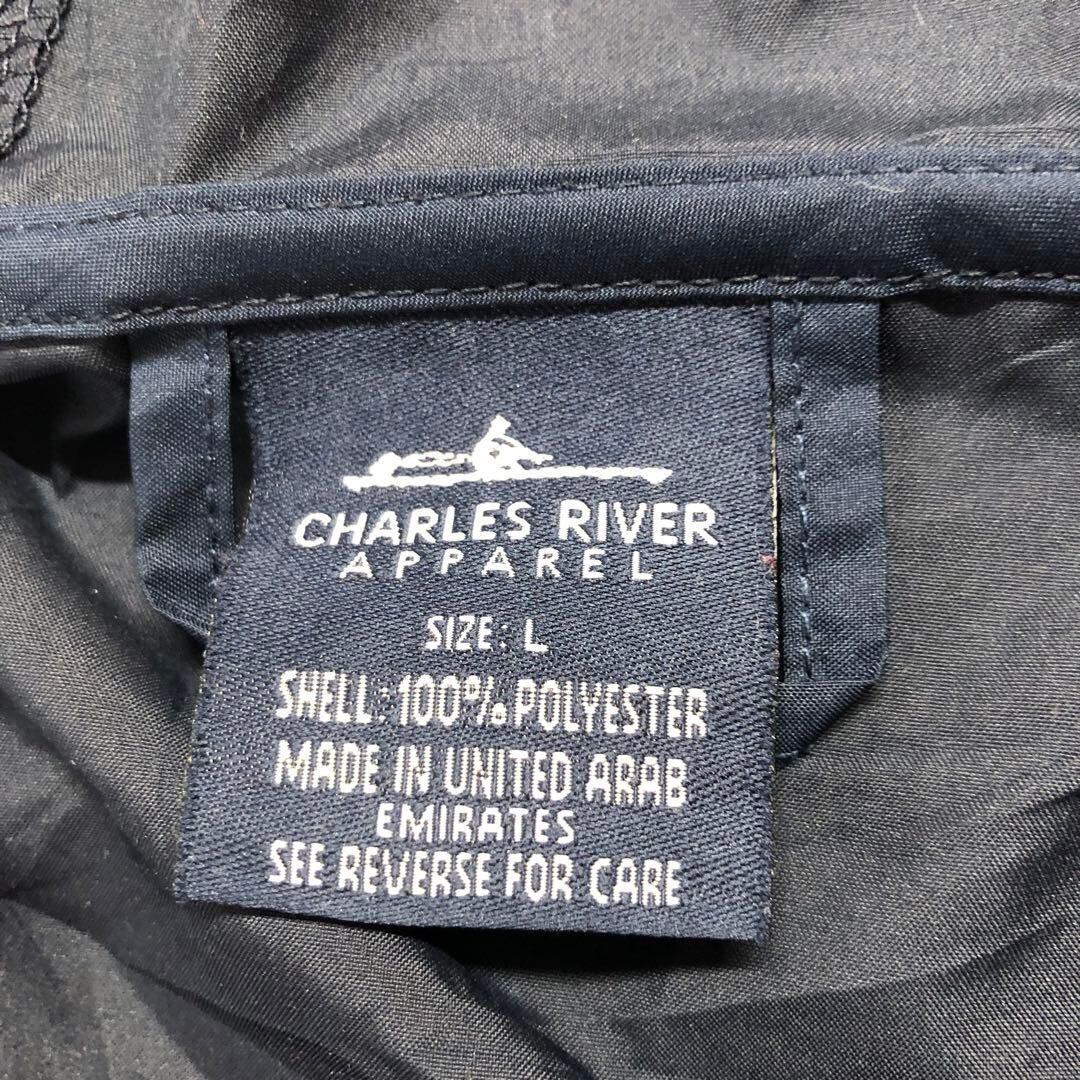 CHARLES RIVER
APPAREL
SIZE: L
SHELL: 100% POLYESTER
MADE IN UNITED ARAB
EMIRATES
SEE REVERSE FOR CARE